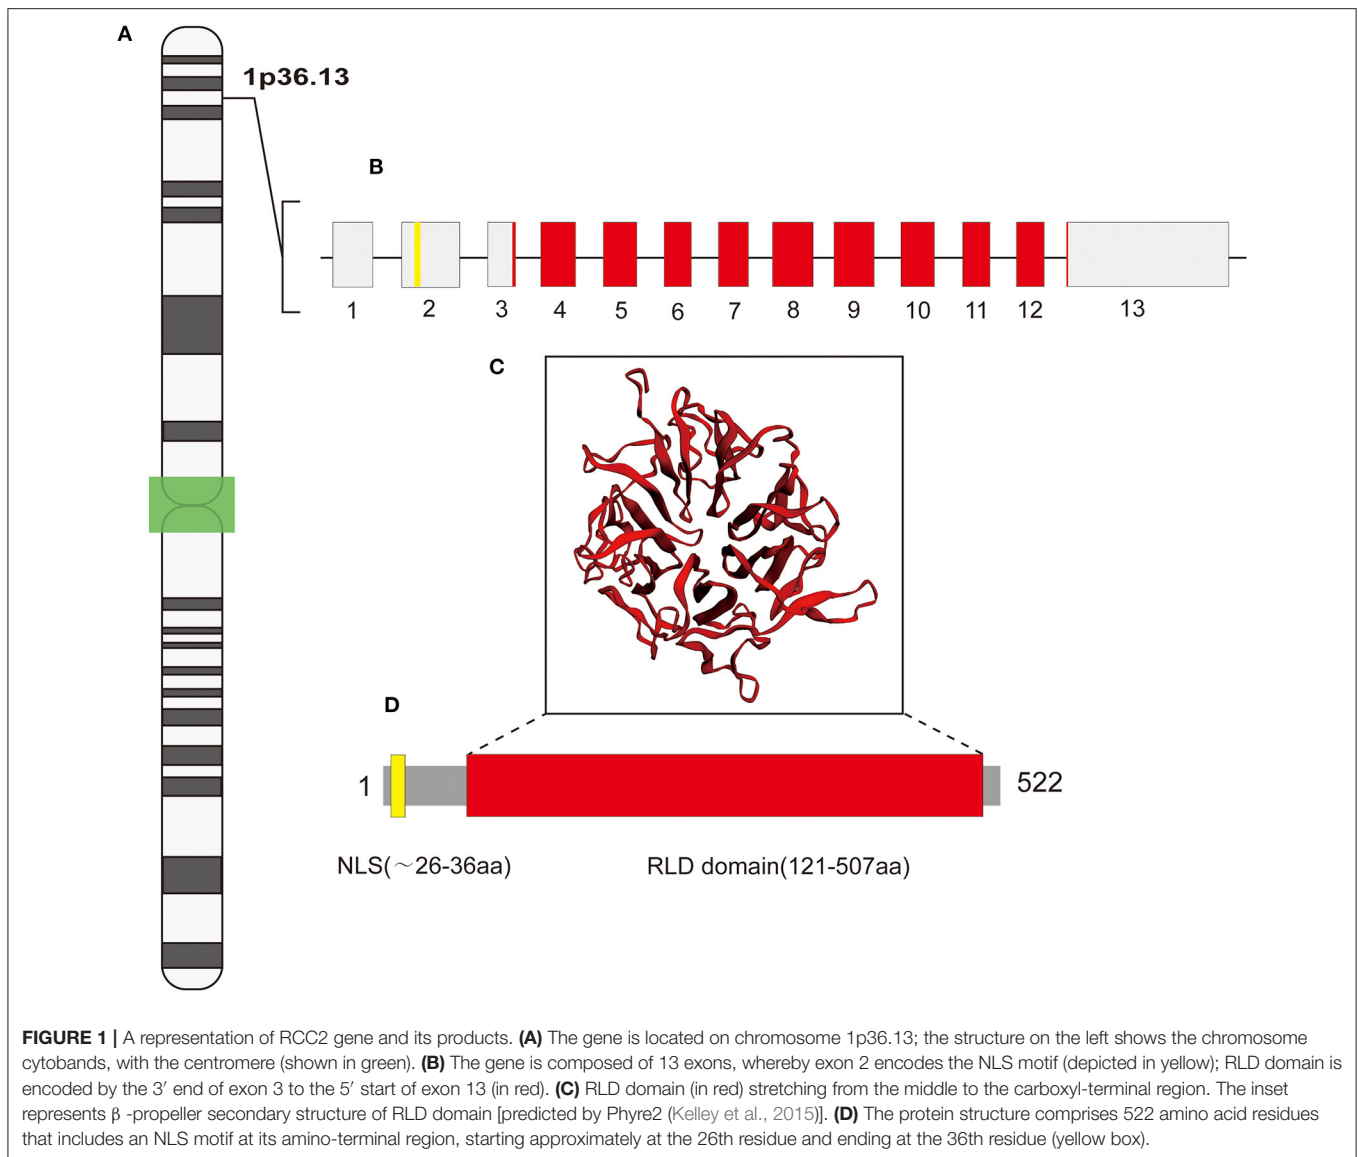 A
1p36.13
B
1 2 3 4 5 6 7 8 9 10 11 12 13
C
D
1 522
NLS(~26-36aa) RLD domain(121-507aa)
FIGURE 1 | A representation of RCC2 gene and its products. (A) The gene is located on chromosome 1p36.13; the structure on the left shows the chromosome
cytobands, with the centromere (shown in green). (B) The gene is composed of 13 exons, whereby exon 2 encodes the NLS motif (depicted in yellow); RLD domain is
encoded by the 3′ end of exon 3 to the 5′ start of exon 13 (in red). (C) RLD domain (in red) stretching from the middle to the carboxyl-terminal region. The inset
represents β -propeller secondary structure of RLD domain [predicted by Phyre2 (Kelley et al., 2015)]. (D) The protein structure comprises 522 amino acid residues
that includes an NLS motif at its amino-terminal region, starting approximately at the 26th residue and ending at the 36th residue (yellow box).